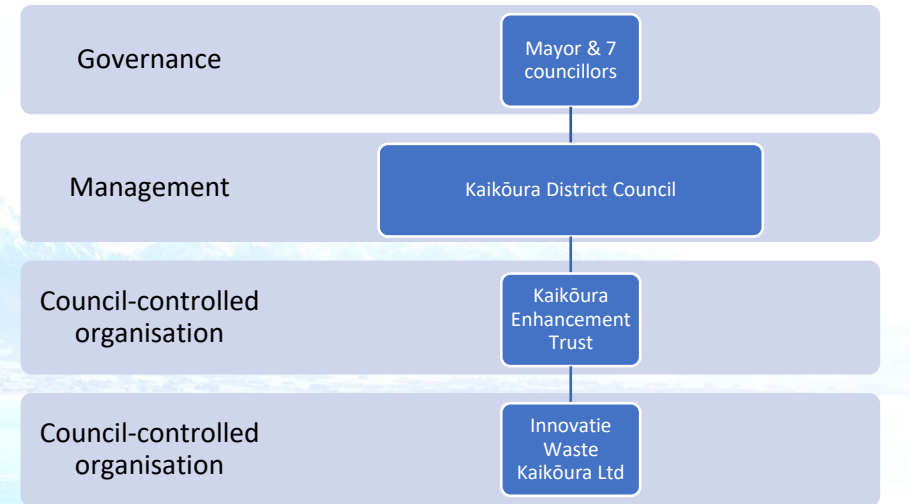 Governance
Mayor & 7
councillors
Management
Kaikōura District Council
Council-controlled
organisation
Kaikōura
Enhancement
Trust
Council-controlled
organisation
Innovatie
Waste
Kaikōura Ltd